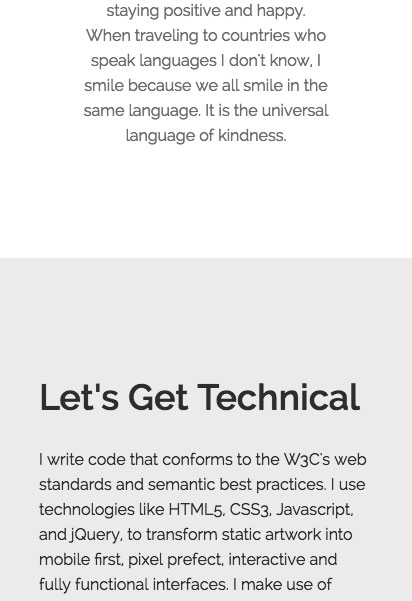 staying positive and happy.
When traveling to countries who
speak languages I don't know, I
smile because we all smile in the
same language. It is the universal
language of kindness.
Let's Get Technical
I write code that conforms to the W3C's web
standards and semantic best practices. I use
technologies like HTML5, CSS3, Javascript,
and jQuery, to transform static artwork into
mobile first, pixel prefect, interactive and
fully functional interfaces. I make use of